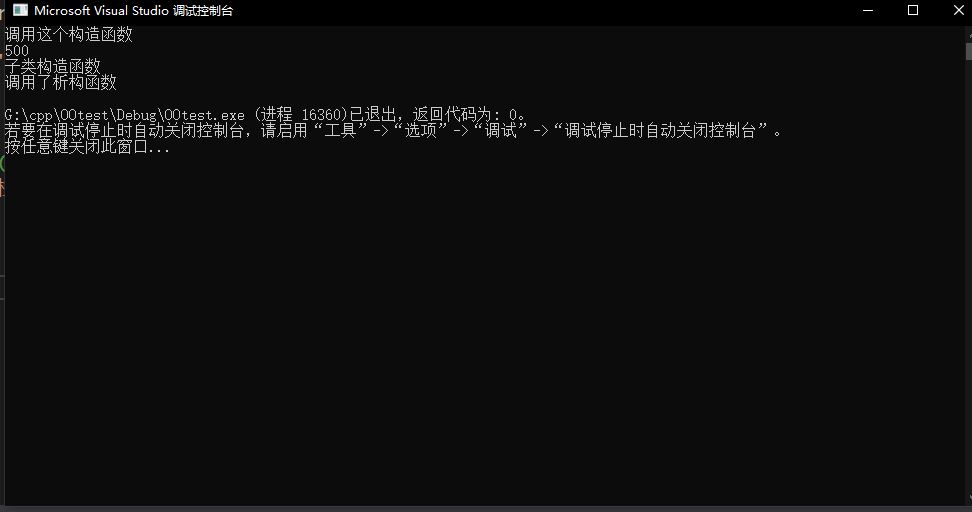 Microsoft Visual Studio 调试控制台
调用这个构造函数
500
子类构造函数
调用了析构函数
G:\cpp\OOtest\Debug\OOtest.exe (进程 16360)已退出，返回代码为: 0。
若要在调试停止时自动关闭控制台，请启用“工具”->“选项”->“调试”->“调试停止时自动关闭控制台”。
按任意键关闭此窗口...